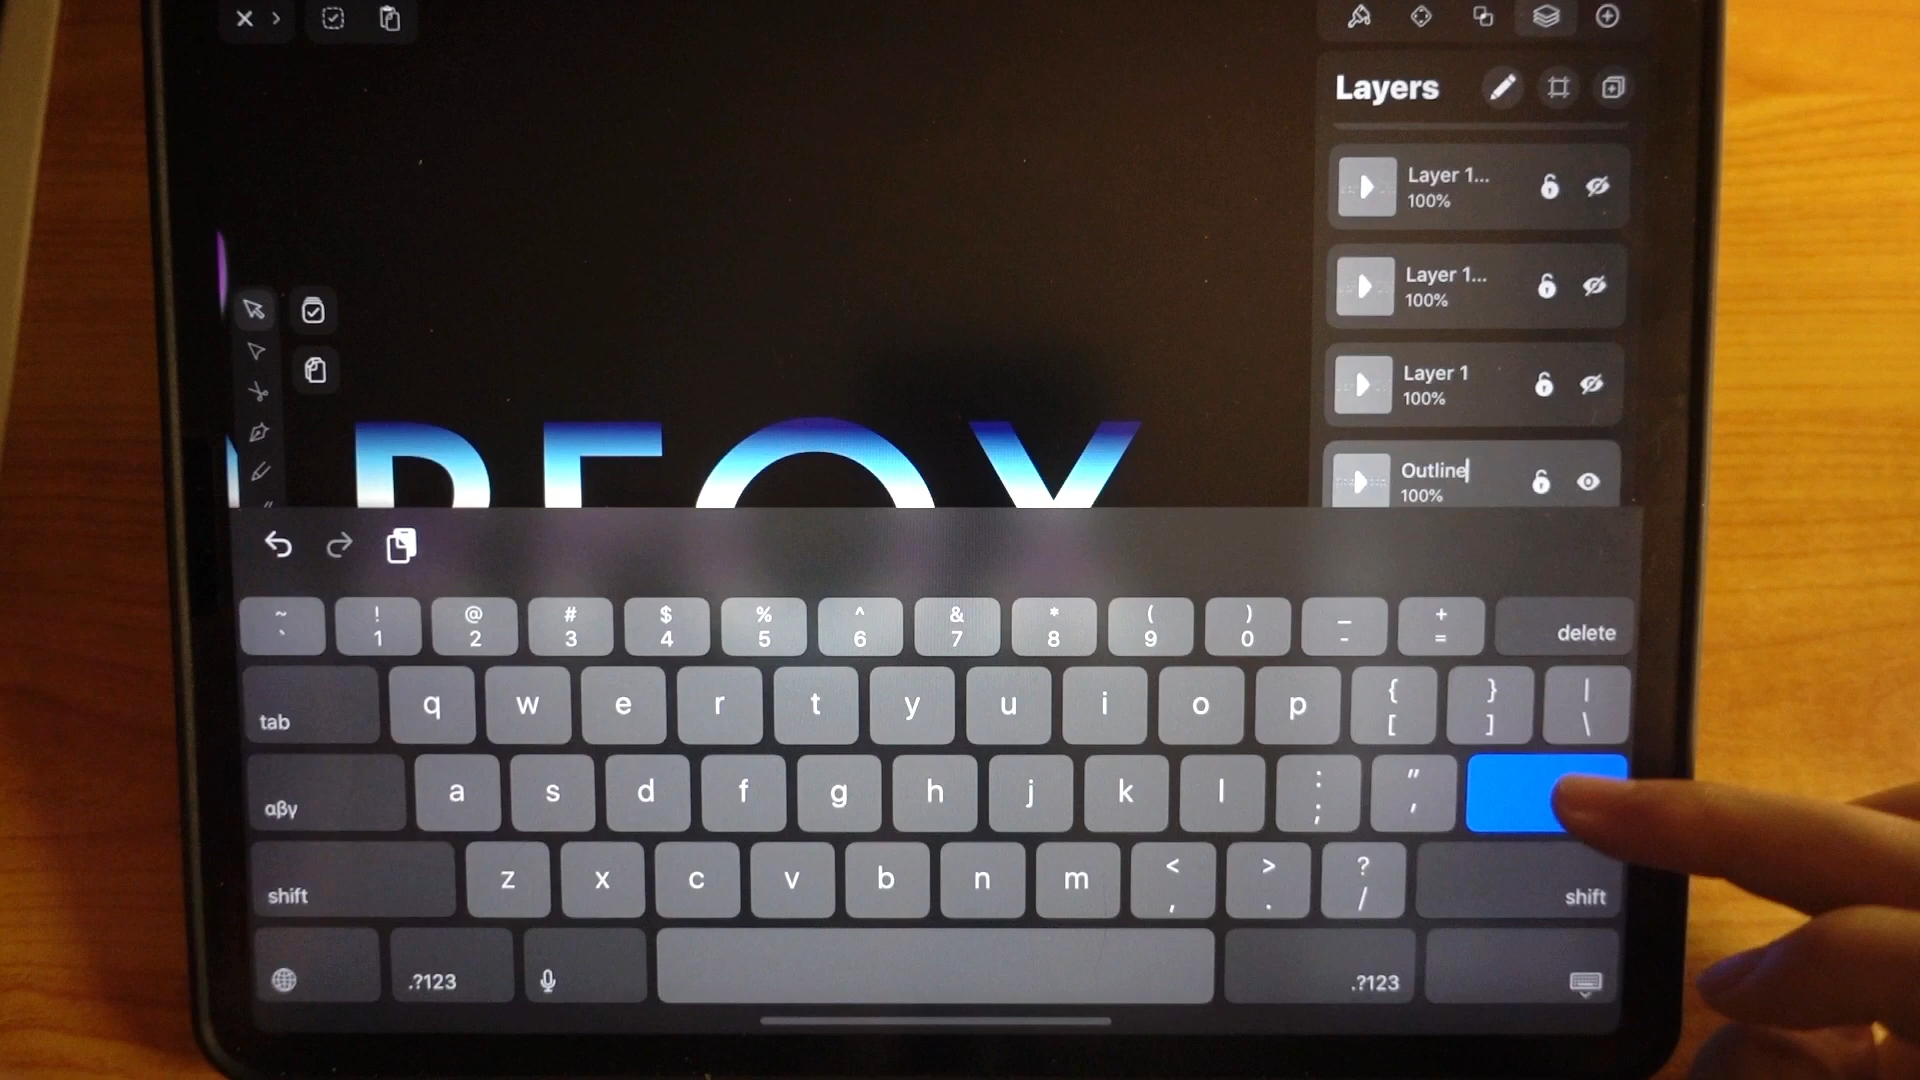 Layers
Layer 1...
100%
Layer 1...
100%
Layer 1
100%
Outline
100%
REOX
~ ! @ # $ % ^ & * ( ) _ +
` 1 2 3 4 5 6 7 8 9 0 - = delete
tab q w e r t y u i o p { } |
[ ] \
αβγ a s d f g h j k l : "
; '
shift z x c v b n m < > ? shift
, . /
.?123 .?123